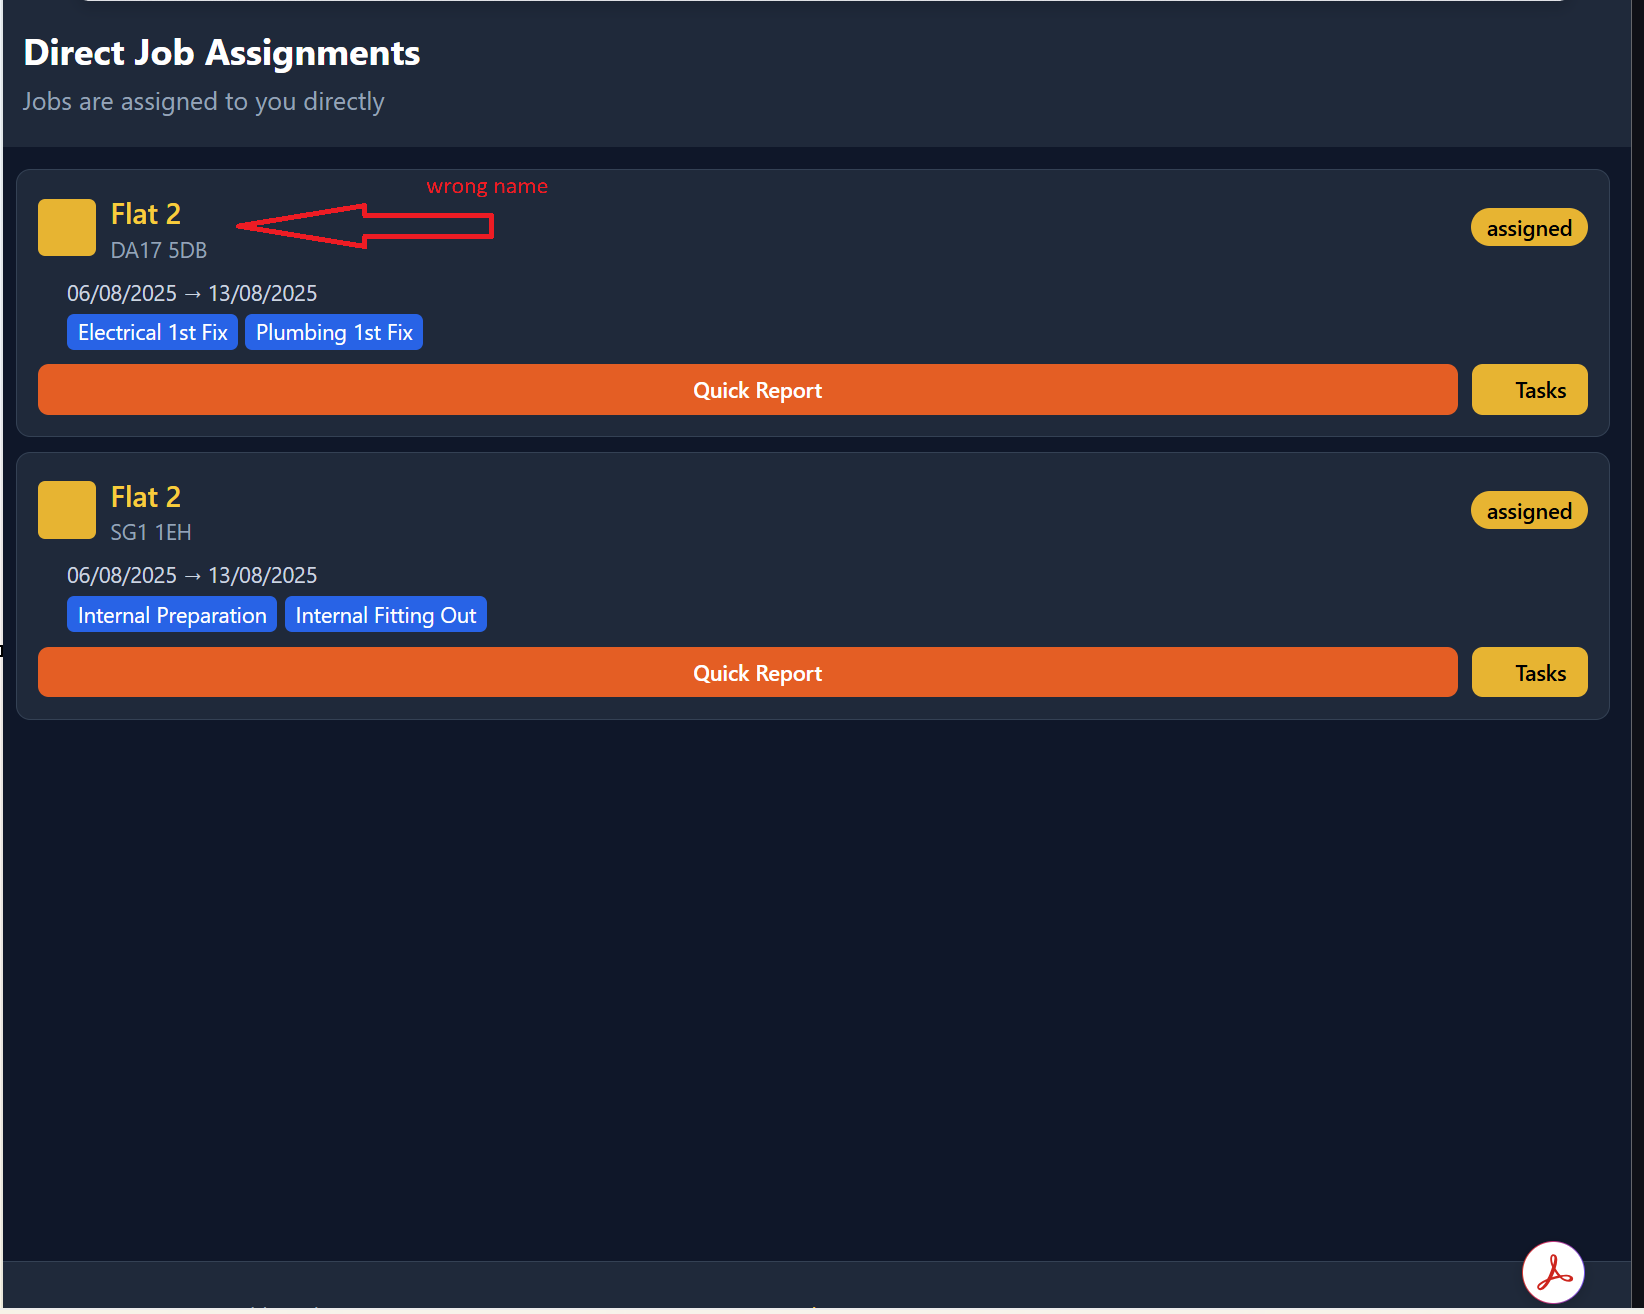 Direct Job Assignments
Jobs are assigned to you directly
wrong name
Flat 2
assigned
DA17 5DB
06/08/2025 → 13/08/2025
Electrical 1st Fix Plumbing 1st Fix
Quick Report Tasks
Flat 2
assigned
SG1 1EH
06/08/2025 → 13/08/2025
Internal Preparation Internal Fitting Out
Quick Report Tasks